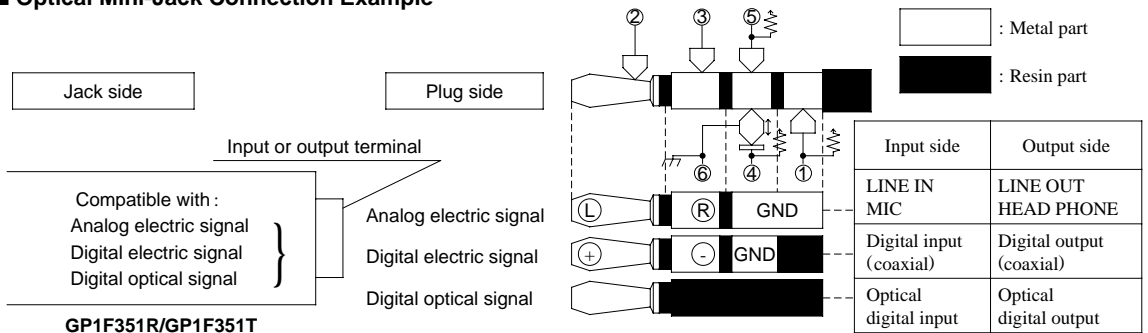 ■ Optical Mini-Jack Connection Example
② ③ ⑤
: Metal part
: Resin part
Jack side
Plug side
Input or output terminal
Compatible with :
Analog electric signal
Digital electric signal
Digital optical signal
GP1F351R/GP1F351T
⑥ ④ ①
Analog electric signal
L R GND
Digital electric signal
+ - GND
Digital optical signal
Input side Output side
LINE IN LINE OUT
MIC HEAD PHONE
Digital input Digital output
(coaxial) (coaxial)
Optical Optical
digital input digital output